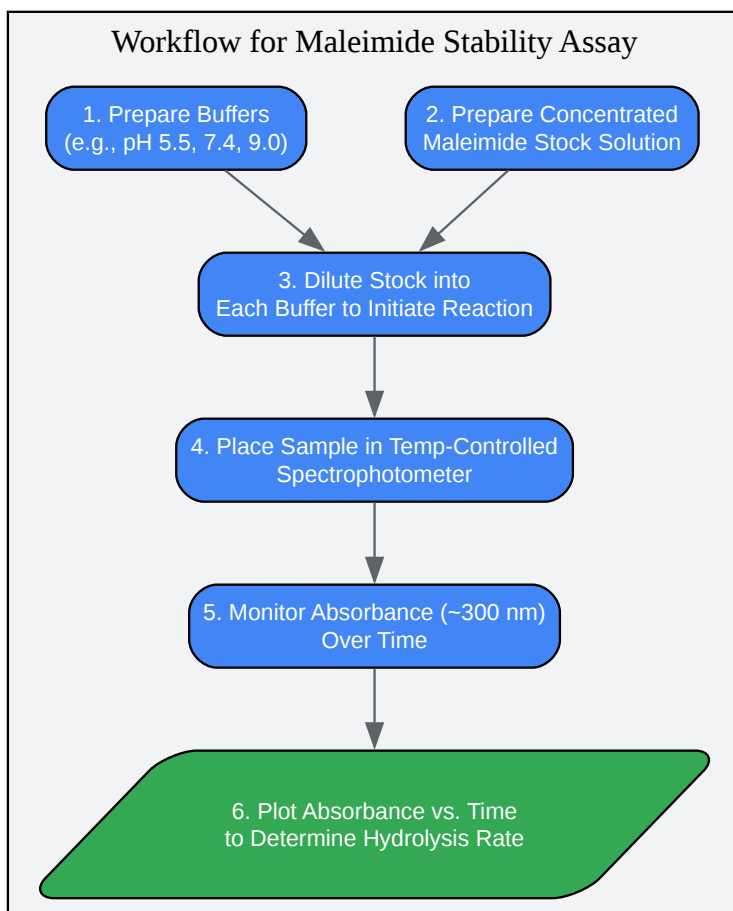 Workflow for Maleimide Stability Assay
1. Prepare Buffers
(e.g., pH 5.5, 7.4, 9.0)
2. Prepare Concentrated
Maleimide Stock Solution
3. Dilute Stock into
Each Buffer to Initiate Reaction
4. Place Sample in Temp-Controlled
Spectrophotometer
5. Monitor Absorbance (~300 nm)
Over Time
6. Plot Absorbance vs. Time
to Determine Hydrolysis Rate